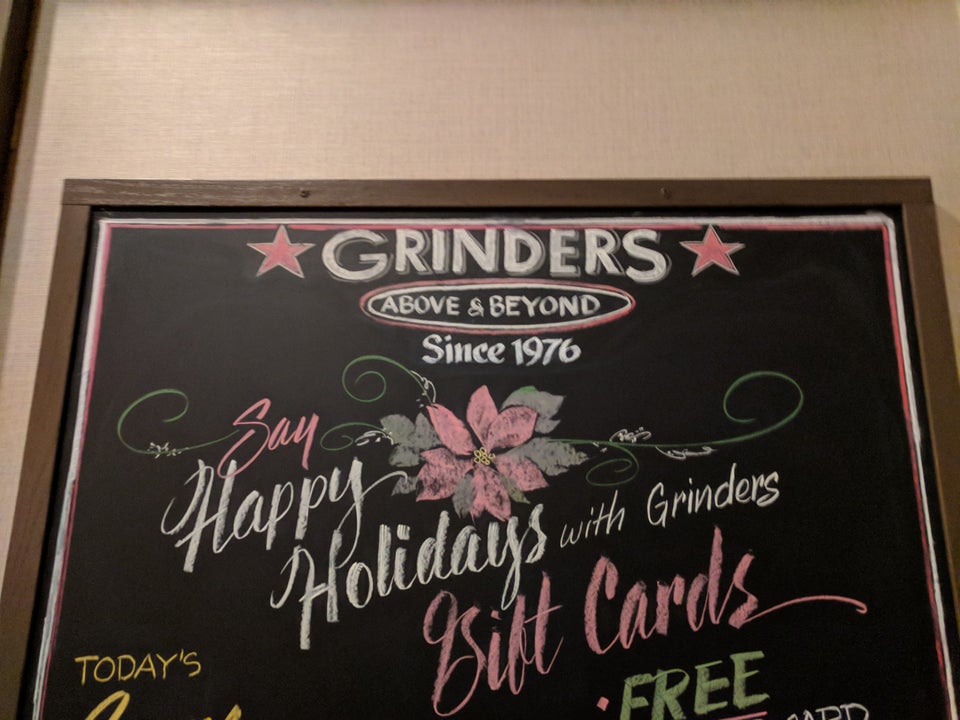 GRINDERS
ABOVE & BEYOND
Since 1976
Say
Happy
Holidays with Grinders
Gift Cards
TODAY'S
FREE